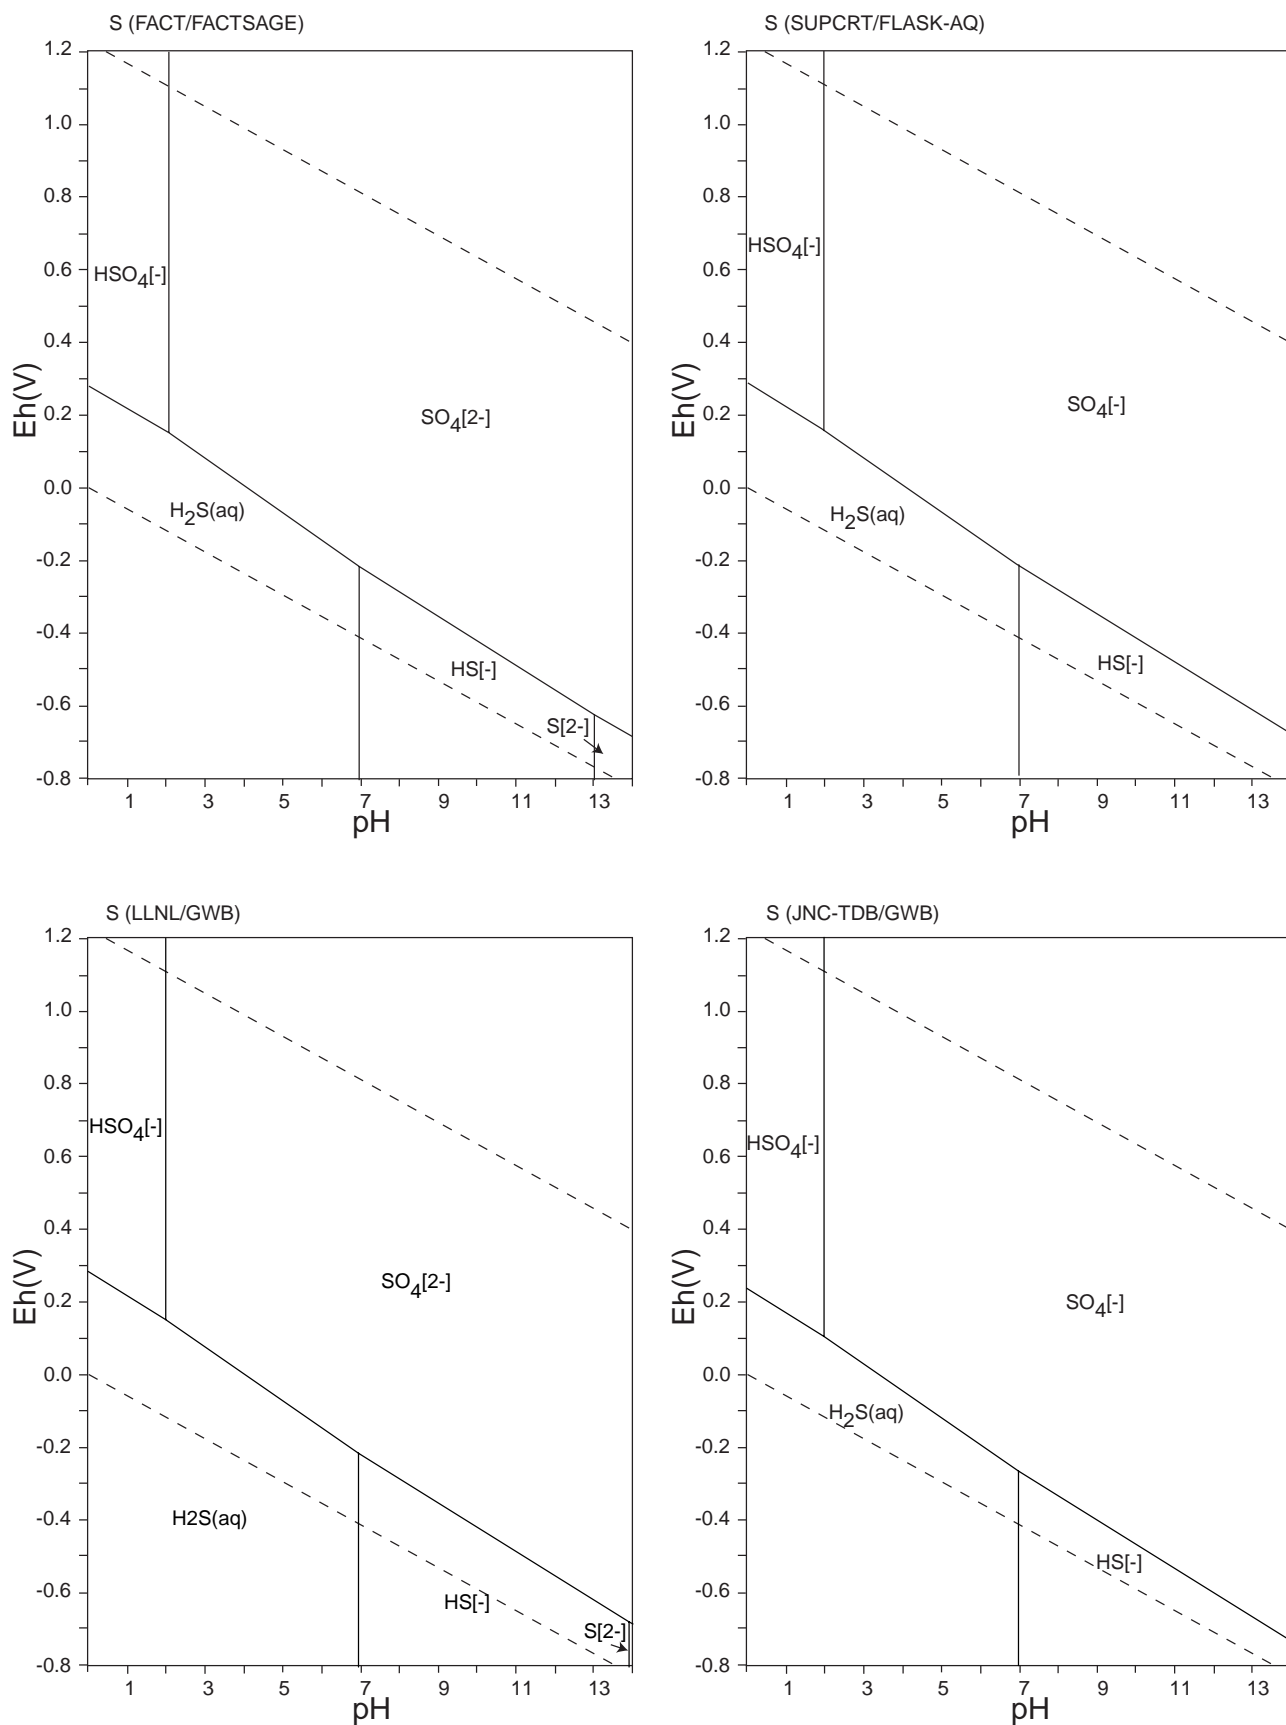 S (FACT/FACTSAGE)
1.2
1.0
0.8
0.6
0.4
0.2
0.0
-0.2
-0.4
-0.6
-0.8
Eh(V)
HSO4[-]
SO4[2-]
H2S(aq)
HS[-]
S[2-]
1 3 5 7 9 11 13
pH
S (SUPCRT/FLASK-AQ)
1.2
1.0
0.8
0.6
0.4
0.2
0.0
-0.2
-0.4
-0.6
-0.8
Eh(V)
HSO4[-]
SO4[-]
H2S(aq)
HS[-]
1 3 5 7 9 11 13
pH
S (LLNL/GWB)
1.2
1.0
0.8
0.6
0.4
0.2
0.0
-0.2
-0.4
-0.6
-0.8
Eh(V)
HSO4[-]
SO4[2-]
H2S(aq)
HS[-]
S[2-]
1 3 5 7 9 11 13
pH
S (JNC-TDB/GWB)
1.2
1.0
0.8
0.6
0.4
0.2
0.0
-0.2
-0.4
-0.6
-0.8
Eh(V)
HSO4[-]
SO4[-]
H2S(aq)
HS[-]
1 3 5 7 9 11 13
pH